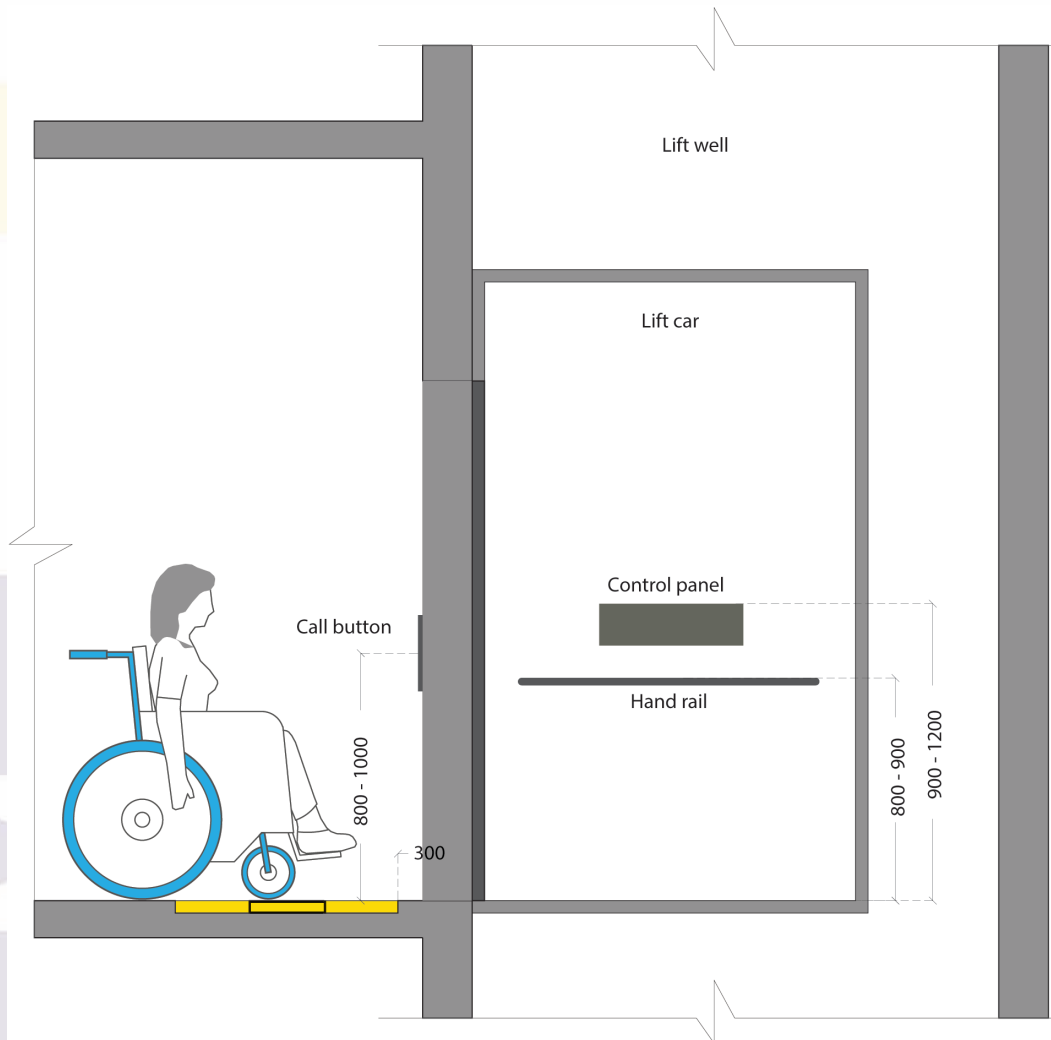 Lift well
Lift car
Control panel
Call button
Hand rail
800 - 1000
800 - 900
900 - 1200
300